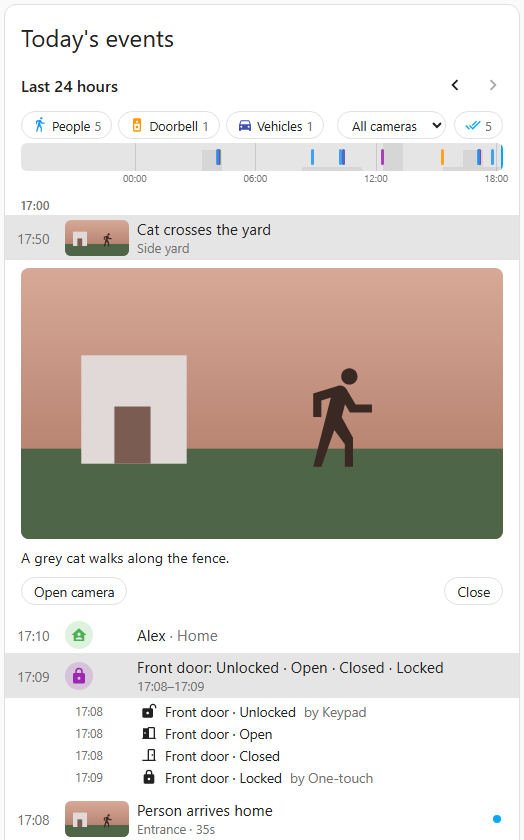 Today's events
Last 24 hours
People 5
Doorbell 1
Vehicles 1
All cameras
5
00:00 06:00 12:00 18:00
17:00
17:50 Cat crosses the yard
Side yard
A grey cat walks along the fence.
Open camera Close
17:10 Alex · Home
17:09 Front door: Unlocked · Open · Closed · Locked
17:08–17:09
17:08 Front door · Unlocked by Keypad
17:08 Front door · Open
17:08 Front door · Closed
17:09 Front door · Locked by One-touch
17:08 Person arrives home
Entrance · 35s